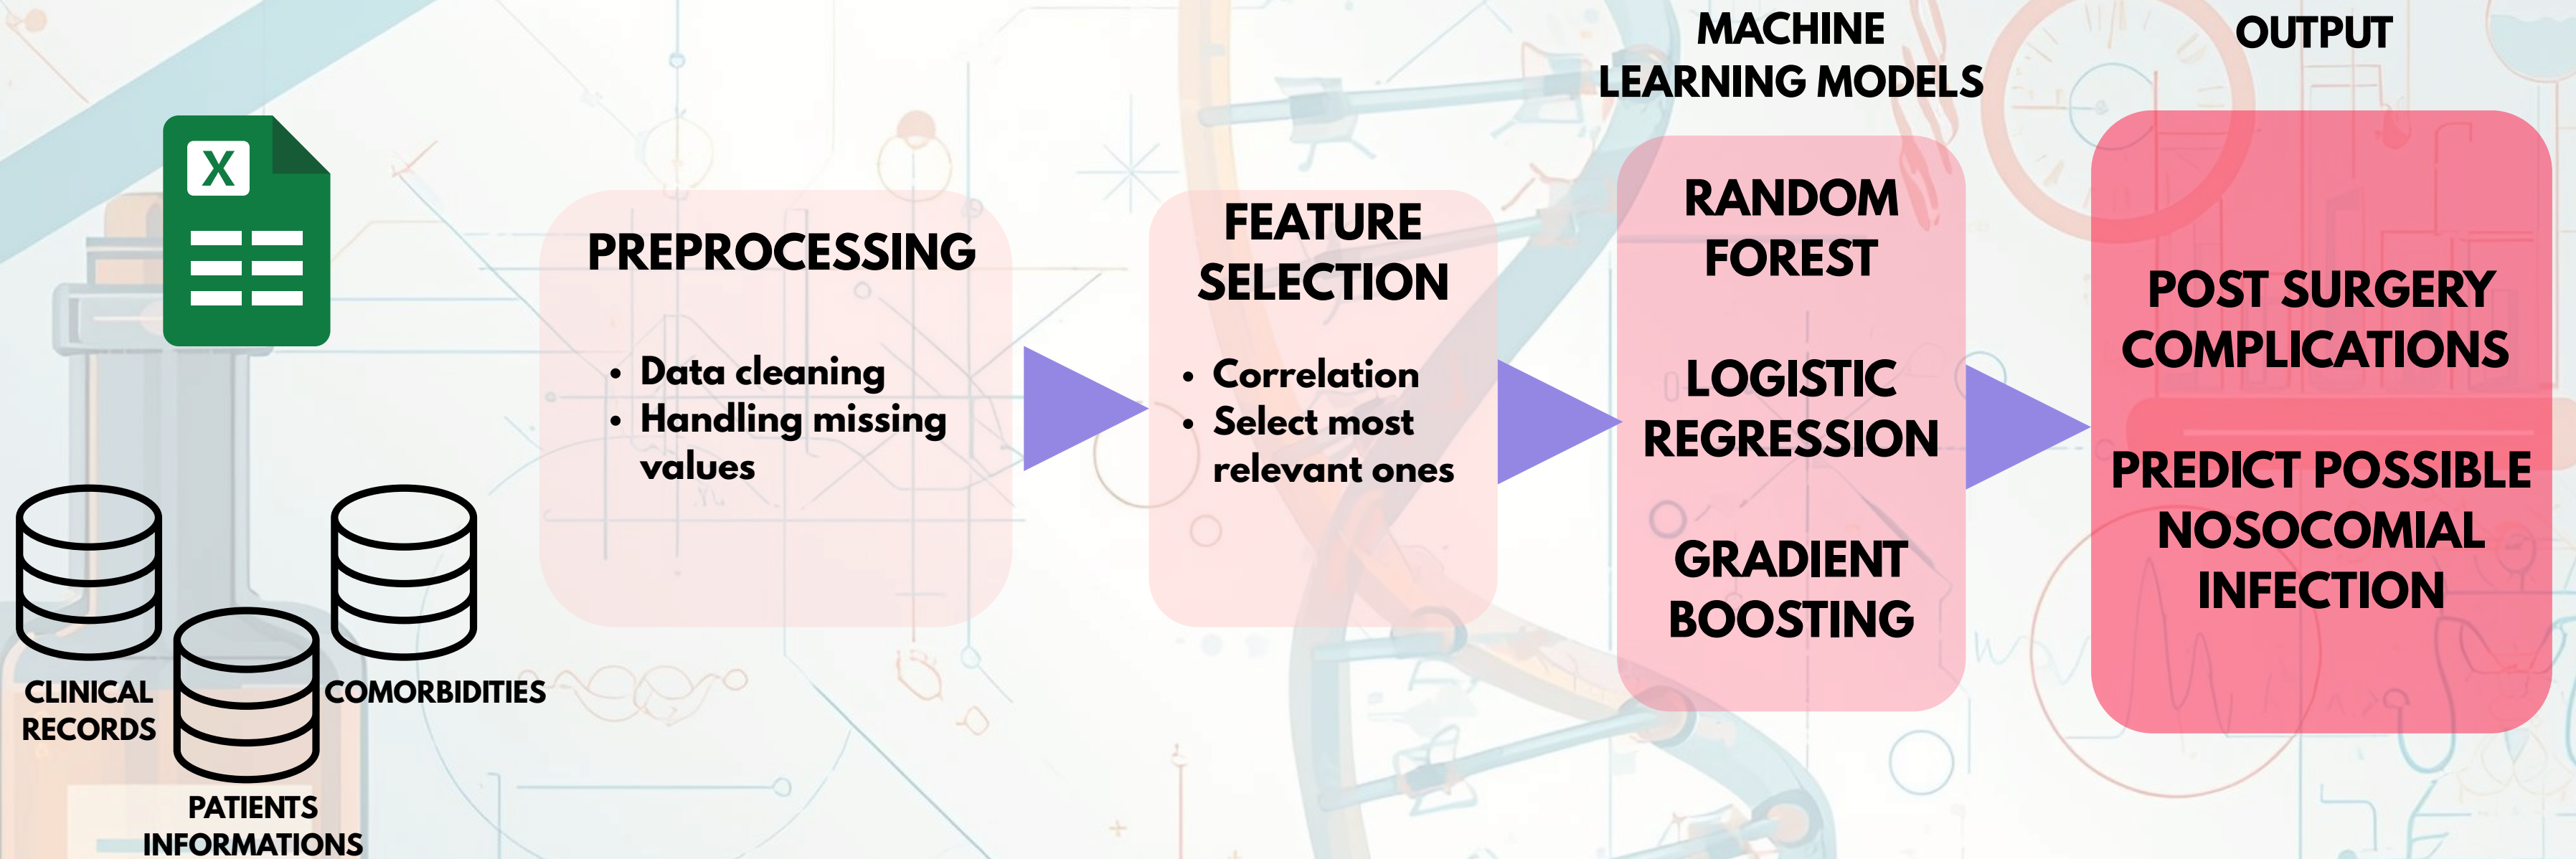 X
CLINICAL
RECORDS
COMORBIDITIES
PATIENTS
INFORMATIONS
PREPROCESSING
• Data cleaning
• Handling missing
values
FEATURE
SELECTION
• Correlation
• Select most
relevant ones
MACHINE
LEARNING MODELS
RANDOM
FOREST
LOGISTIC
REGRESSION
GRADIENT
BOOSTING
OUTPUT
POST SURGERY
COMPLICATIONS
PREDICT POSSIBLE
NOSOCOMIAL
INFECTION